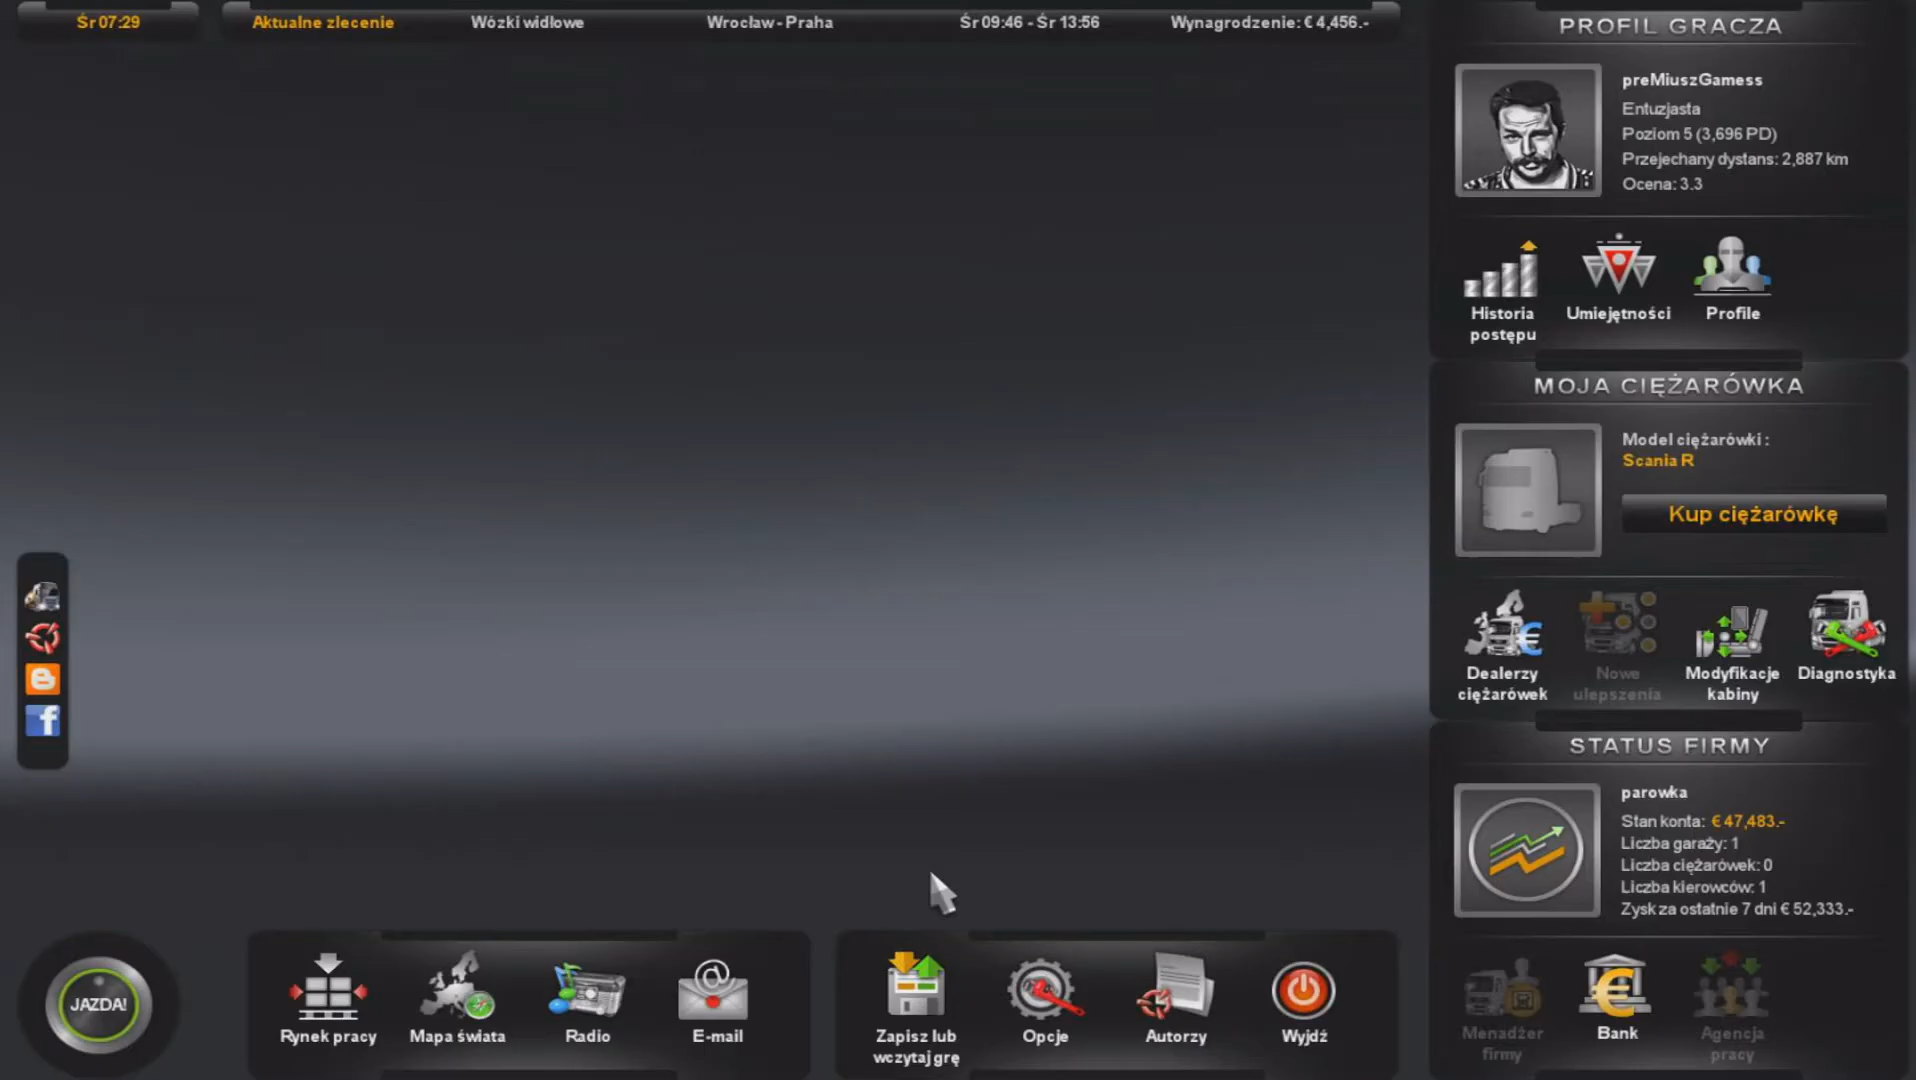 Śr 07:29
Aktualne zlecenie
Wózki widłowe
Wrocław - Praha
Śr 09:46 - Śr 13:56
Wynagrodzenie: € 4,456.-
PROFIL GRACZA
preMiuszGamess
Entuzjasta
Poziom 5 (3,696 PD)
Przejechany dystans: 2,887 km
Ocena: 3.3
Historia
postępu
Umiejętności
Profile
MOJA CIĘŻARÓWKA
Model ciężarówki :
Scania R
Kup ciężarówkę
Dealerzy
ciężarówek
Nowe
ulepszenia
Modyfikacje
kabiny
Diagnostyka
STATUS FIRMY
parowka
Stan konta: € 47,483.-
Liczba garaży: 1
Liczba ciężarówek: 0
Liczba kierowców: 1
Zysk za ostatnie 7 dni € 52,333.-
Menadżer
firmy
Bank
Agencja
pracy
JAZDA!
Rynek pracy
Mapa świata
Radio
E-mail
Zapisz lub
wczytaj grę
Opcje
Autorzy
Wyjdź